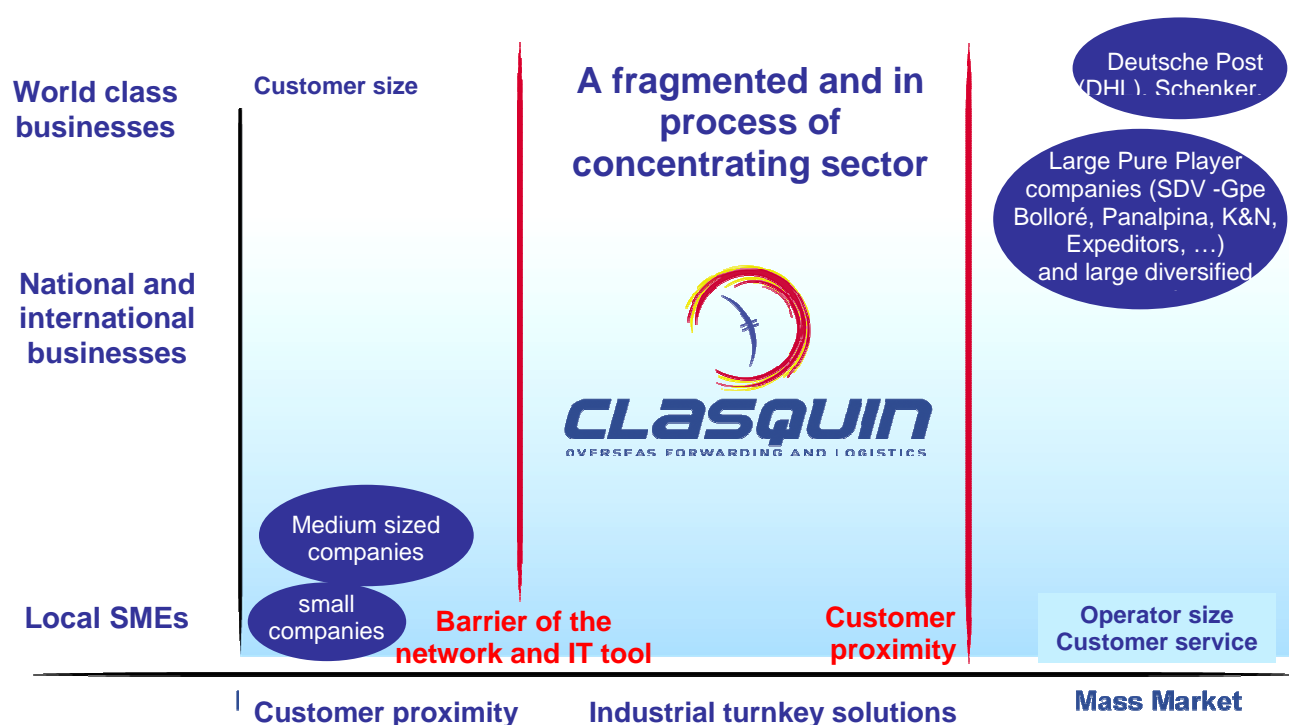 World class
businesses
Customer size
A fragmented and in
process of
concentrating sector
Deutsche Post
(DHL), Schenker,
Large Pure Player
companies (SDV -Gpe
Bolloré, Panalpina, K&N,
Expeditors, …)
and large diversified
National and
international
businesses
CLASQUIN
OVERSEAS FORWARDING AND LOGISTICS
Medium sized
companies
small
companies
Local SMEs
Barrier of the
network and IT tool
Customer
proximity
Operator size
Customer service
Customer proximity
Industrial turnkey solutions
Mass Market